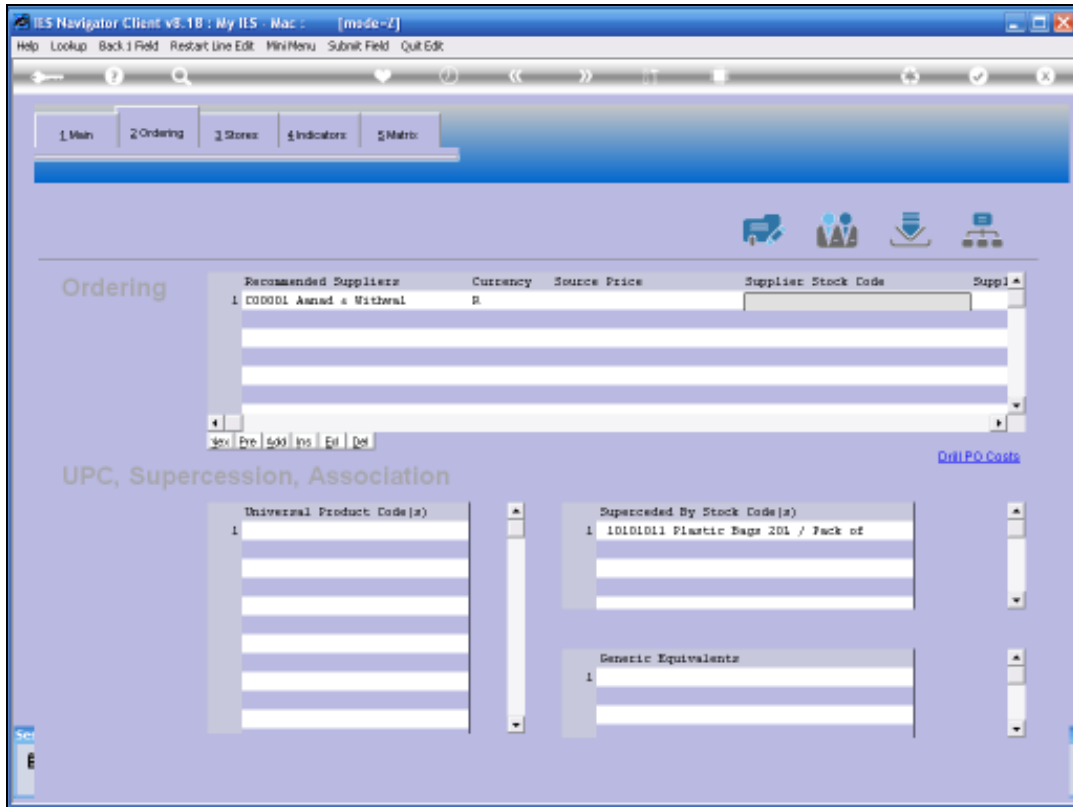 IES Navigator Client v8.18 : My IES - Mac : [mode=Z]
Help Lookup Back 1 Field Restart Line Edit MiniMenu Submit Field Quit Edit
1 Main 2 Ordering 3 Stores 4 Indicators 5 Matrix
Ordering
Recommended Suppliers Currency Source Price Supplier Stock Code Suppl
1 C00001 R
Nex Pre Add Ins Del
Drill PO Costs
UPC, Supercession, Association
Universal Product Code(s) Superceded By Stock Code(s)
1
1 10101011 Plastic Bags 20L / Pack of
Generic Equivalents
1
Se